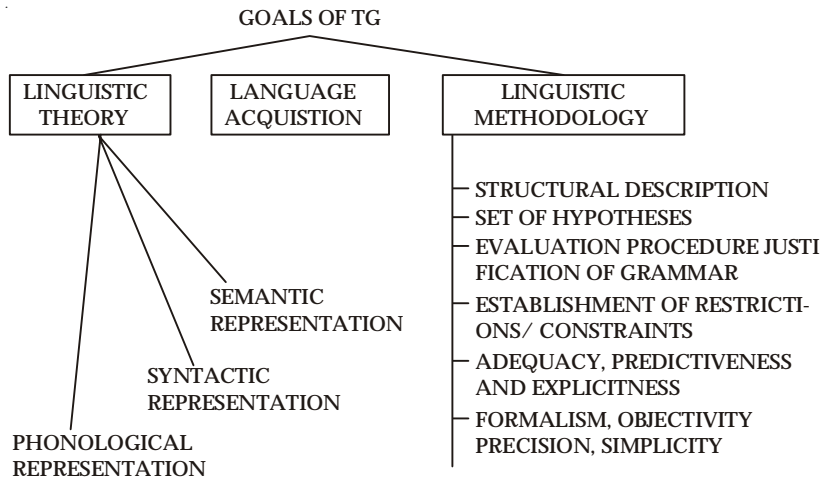 GOALS OF TG
LINGUISTIC
THEORY
LANGUAGE
ACQUISTION
LINGUISTIC
METHODOLOGY
SEMANTIC
REPRESENTATION
SYNTACTIC
REPRESENTATION
PHONOLOGICAL
REPRESENTATION
STRUCTURAL DESCRIPTION
SET OF HYPOTHESES
EVALUATION PROCEDURE JUSTI
FICATION OF GRAMMAR
ESTABLISHMENT OF RESTRICTI-
ONS/ CONSTRAINTS
ADEQUACY, PREDICTIVENESS
AND EXPLICITNESS
FORMALISM, OBJECTIVITY
PRECISION, SIMPLICITY